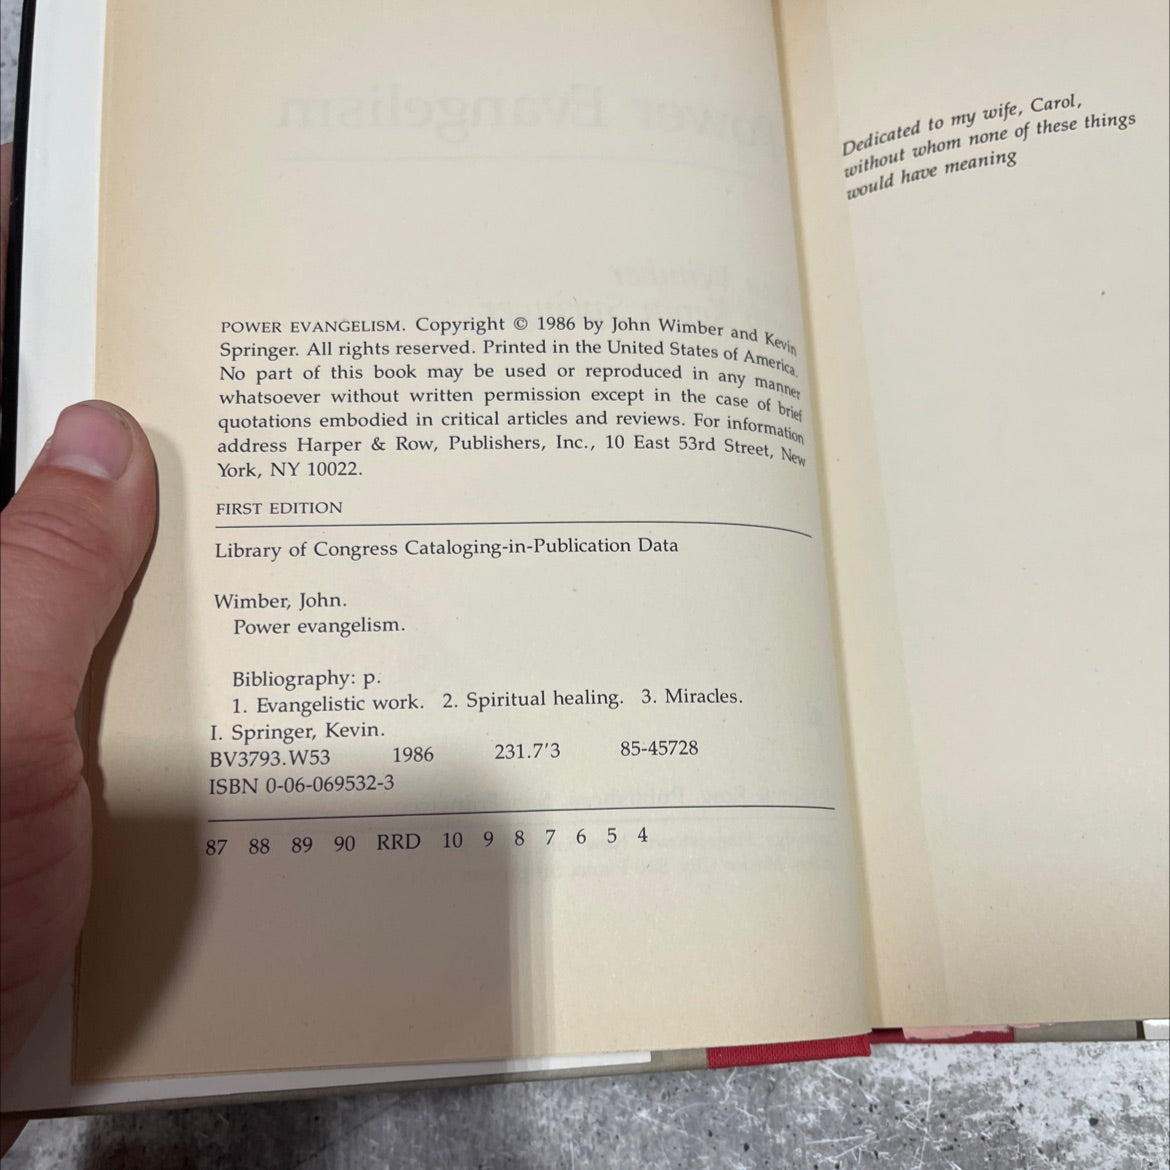 POWER EVANGELISM. Copyright © 1986 by John Wimber and Kevin
Springer. All rights reserved. Printed in the United States of America.
No part of this book may be used or reproduced in any manner
whatsoever without written permission except in the case of brief
quotations embodied in critical articles and reviews. For information
address Harper & Row, Publishers, Inc., 10 East 53rd Street, New
York, NY 10022.
FIRST EDITION
Library of Congress Cataloging-in-Publication Data
Wimber, John.
Power evangelism.
Bibliography: p.
1. Evangelistic work. 2. Spiritual healing. 3. Miracles.
I. Springer, Kevin.
BV3793.W53 1986 231.7'3 85-45728
ISBN 0-06-069532-3
87 88 89 90 RRD 10 9 8 7 6 5 4
Dedicated to my wife, Carol,
without whom none of these things
would have meaning